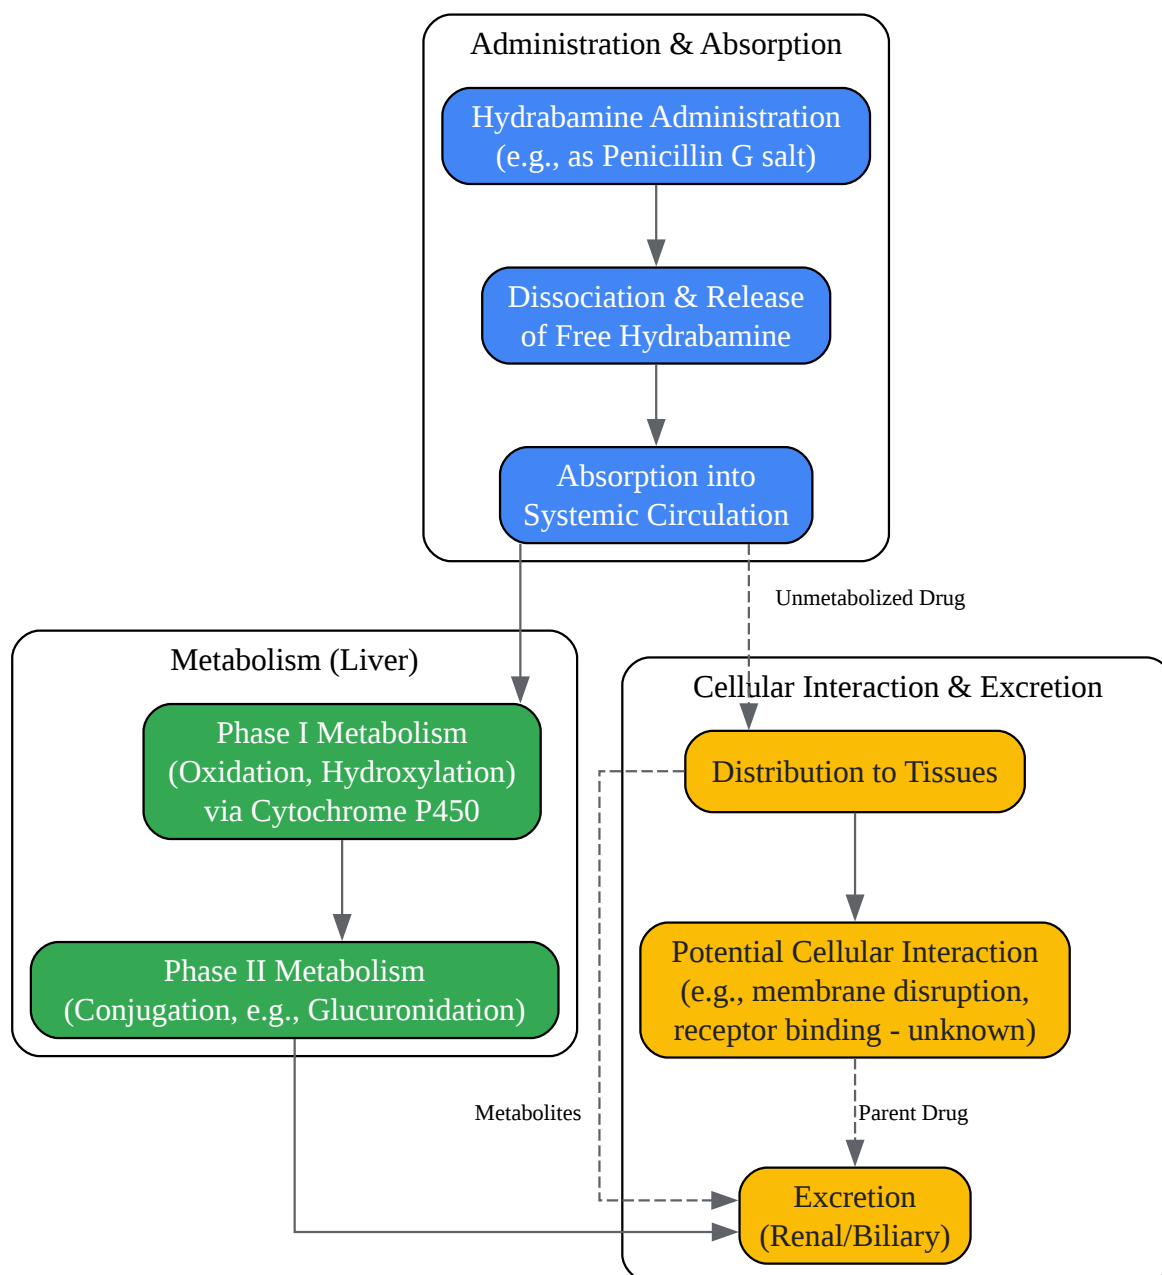 Administration & Absorption
Hydrabamine Administration
(e.g., as Penicillin G salt)
Dissociation & Release
of Free Hydrabamine
Absorption into
Systemic Circulation
Unmetabolized Drug
Metabolism (Liver)
Phase I Metabolism
(Oxidation, Hydroxylation)
via Cytochrome P450
Phase II Metabolism
(Conjugation, e.g., Glucuronidation)
Cellular Interaction & Excretion
Distribution to Tissues
Potential Cellular Interaction
(e.g., membrane disruption,
receptor binding - unknown)
Metabolites
Parent Drug
Excretion
(Renal/Biliary)